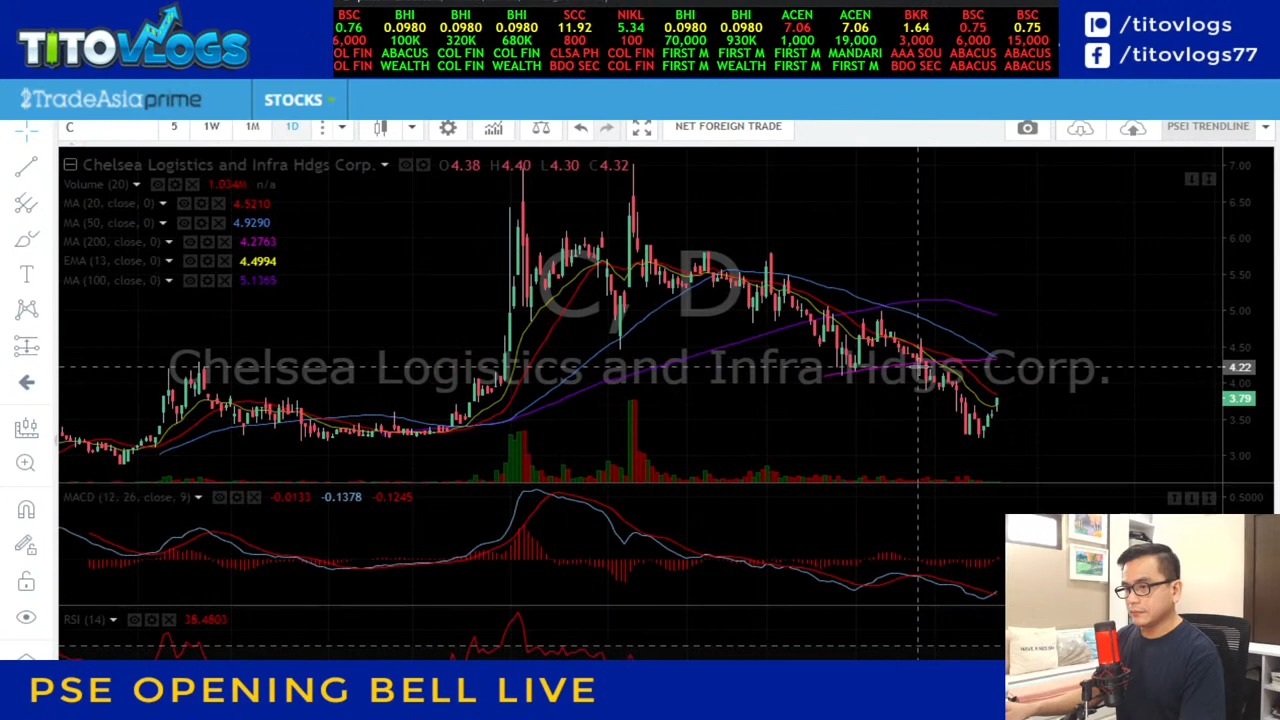 TITOVLOGS
BSC BHI BHI BHI SCC NIKL BHI BHI ACEN ACEN BKR BSC BSC
0.76 0.0980 0.0980 0.0980 11.92 5.34 0.0980 0.0980 7.06 7.06 1.64 0.75 0.75
6,000 100K 320K 680K 800 100 70,000 930K 1,000 19,000 3,000 6,000 15,000
COL FIN ABACUS COL FIN FIRST M CLSA PH COL FIN FIRST M FIRST M FIRST M MANDARI AAA SOU ABACUS ABACUS
COL FIN WEALTH COL FIN WEALTH BDO SEC COL FIN FIRST M WEALTH FIRST M FIRST M BDO SEC ABACUS ABACUS
/titovlogs
/titovlogs77
TradeAsiaprime STOCKS
C 5 1W 1M 1D NET FOREIGN TRADE PSEI TRENDLINE
Chelsea Logistics and Infra Hdgs Corp. O4.38 H4.40 L4.30 C4.32
Volume (20) 1.034M n/a
MA (20, close, 0) 4.5210
MA (50, close, 0) 4.9290
MA (200, close, 0) 4.2763
EMA (13, close, 0) 4.4994
MA (100, close, 0) 5.1365
C, D
Chelsea Logistics and Infra Hdgs Corp.
7.00
6.50
6.00
5.50
5.00
4.50
4.22
4.00
3.79
3.50
3.00
MACD (12, 26, close, 9) -0.0133 -0.1378 -0.1245
0.5000
RSI (14) 38.4803
PSE OPENING BELL LIVE